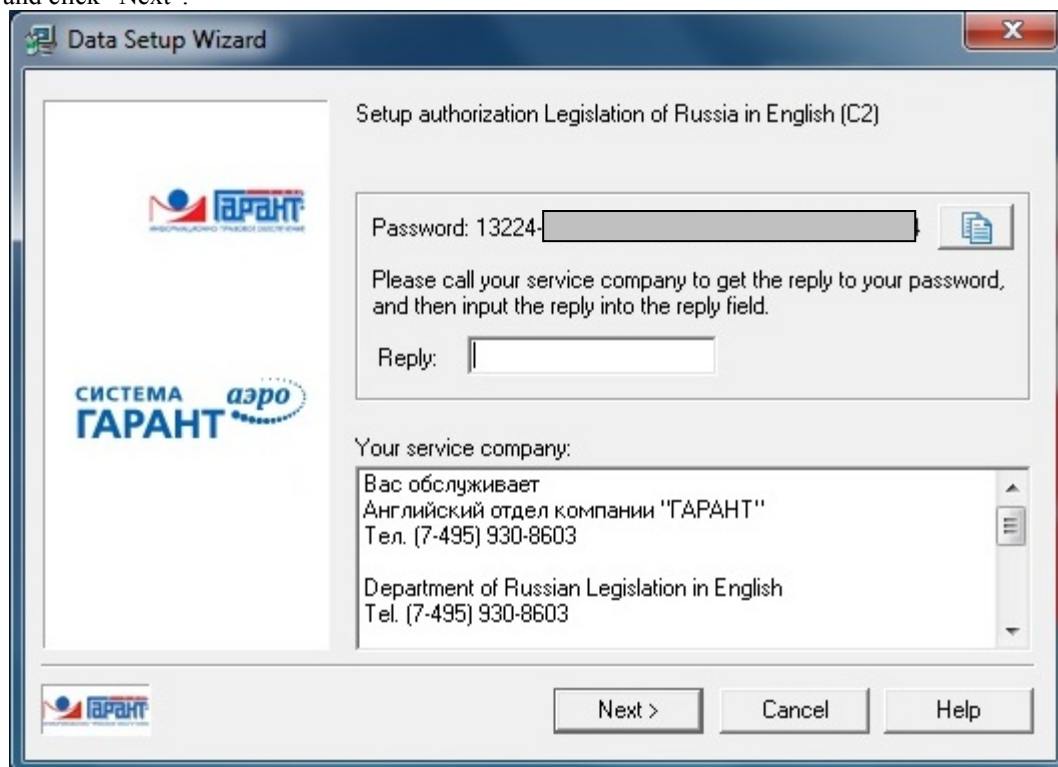 and click "Next".
Data Setup Wizard
Setup authorization Legislation of Russia in English (C2)
Гарант
Password: 13224-
Please call your service company to get the reply to your password,
and then input the reply into the reply field.
Reply:
система аэро
ГАРАНТ
Your service company:
Вас обслуживает
Английский отдел компании "ГАРАНТ"
Тел. (7-495) 930-8603
Department of Russian Legislation in English
Tel. (7-495) 930-8603
Гарант
Next >
Cancel
Help